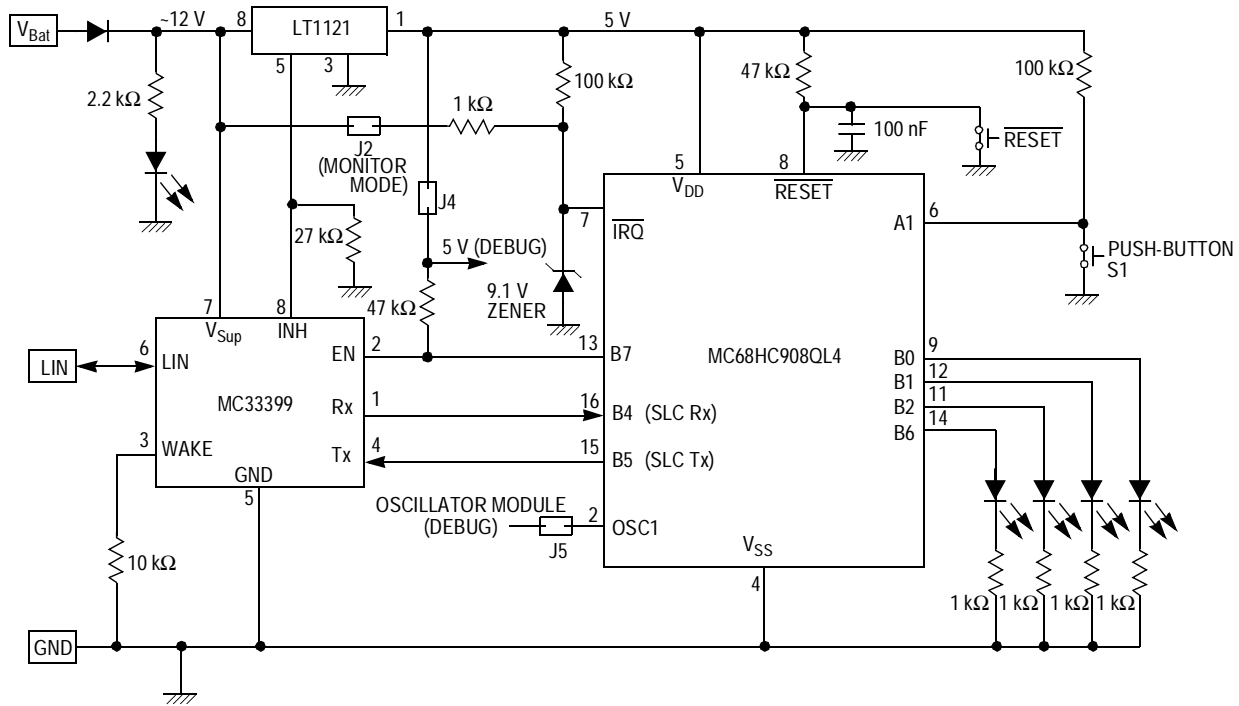 V_Bat
~12 V
8
LT1121
1
5 V
5
3
2.2 kΩ
1 kΩ
100 kΩ
47 kΩ
100 kΩ
J2
(MONITOR
MODE)
100 nF
RESET
J4
5
V_DD
8
RESET
7
IRQ
A1
6
27 kΩ
5 V (DEBUG)
PUSH-BUTTON
S1
9.1 V
ZENER
47 kΩ
7
V_Sup
8
INH
LIN
6
LIN
EN
2
13
B7
MC68HC908QL4
B0
9
B1
12
B2
11
B6
14
MC33399
Rx
1
16
B4 (SLC Rx)
3
WAKE
Tx
4
15
B5 (SLC Tx)
GND
5
OSCILLATOR MODULE
(DEBUG)
J5
2
OSC1
V_SS
4
10 kΩ
1 kΩ
1 kΩ
1 kΩ
1 kΩ
GND